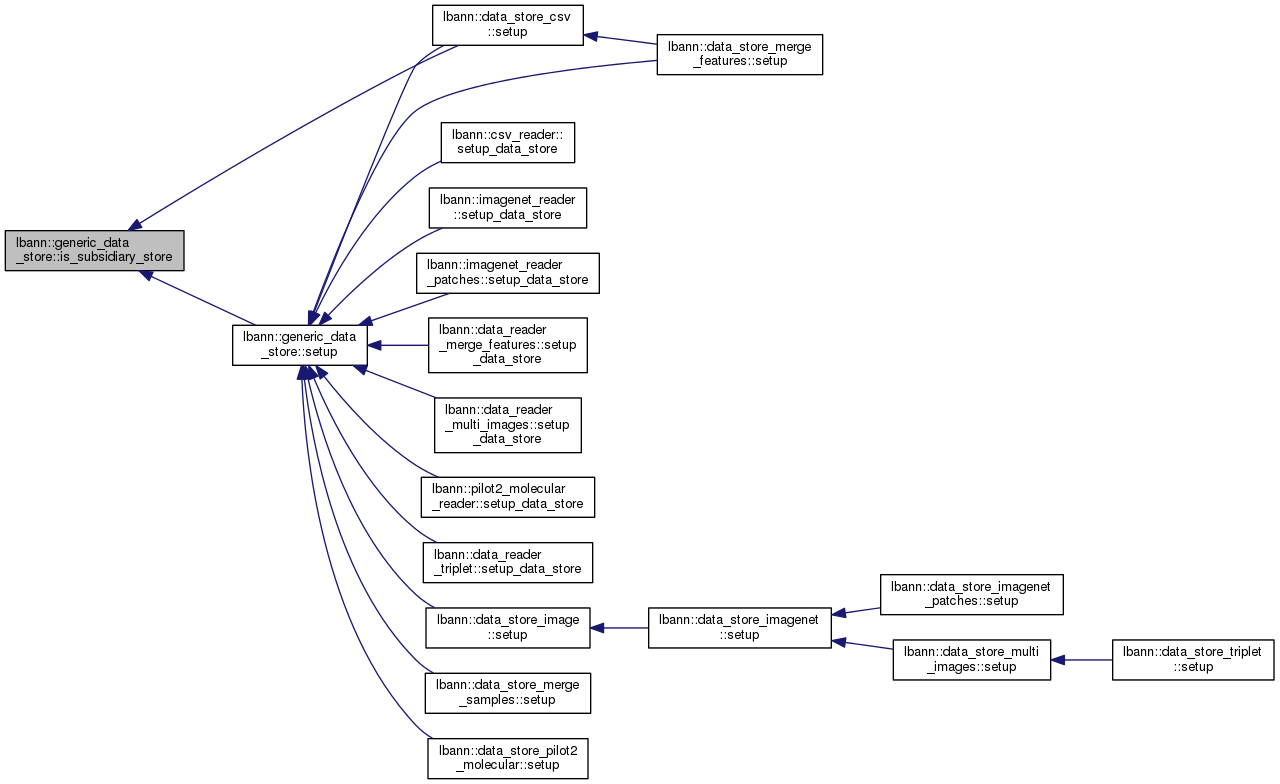 lbann::data_store_csv
::setup
lbann::data_store_merge
_features::setup
lbann::csv_reader::
setup_data_store
lbann::imagenet_reader
::setup_data_store
lbann::generic_data
_store::is_subsidiary_store
lbann::imagenet_reader
_patches::setup_data_store
lbann::generic_data
_store::setup
lbann::data_reader
_merge_features::setup
_data_store
lbann::data_reader
_multi_images::setup
_data_store
lbann::pilot2_molecular
_reader::setup_data_store
lbann::data_reader
_triplet::setup_data_store
lbann::data_store_image
::setup
lbann::data_store_imagenet
::setup
lbann::data_store_imagenet
_patches::setup
lbann::data_store_multi
_images::setup
lbann::data_store_triplet
::setup
lbann::data_store_merge
_samples::setup
lbann::data_store_pilot2
_molecular::setup